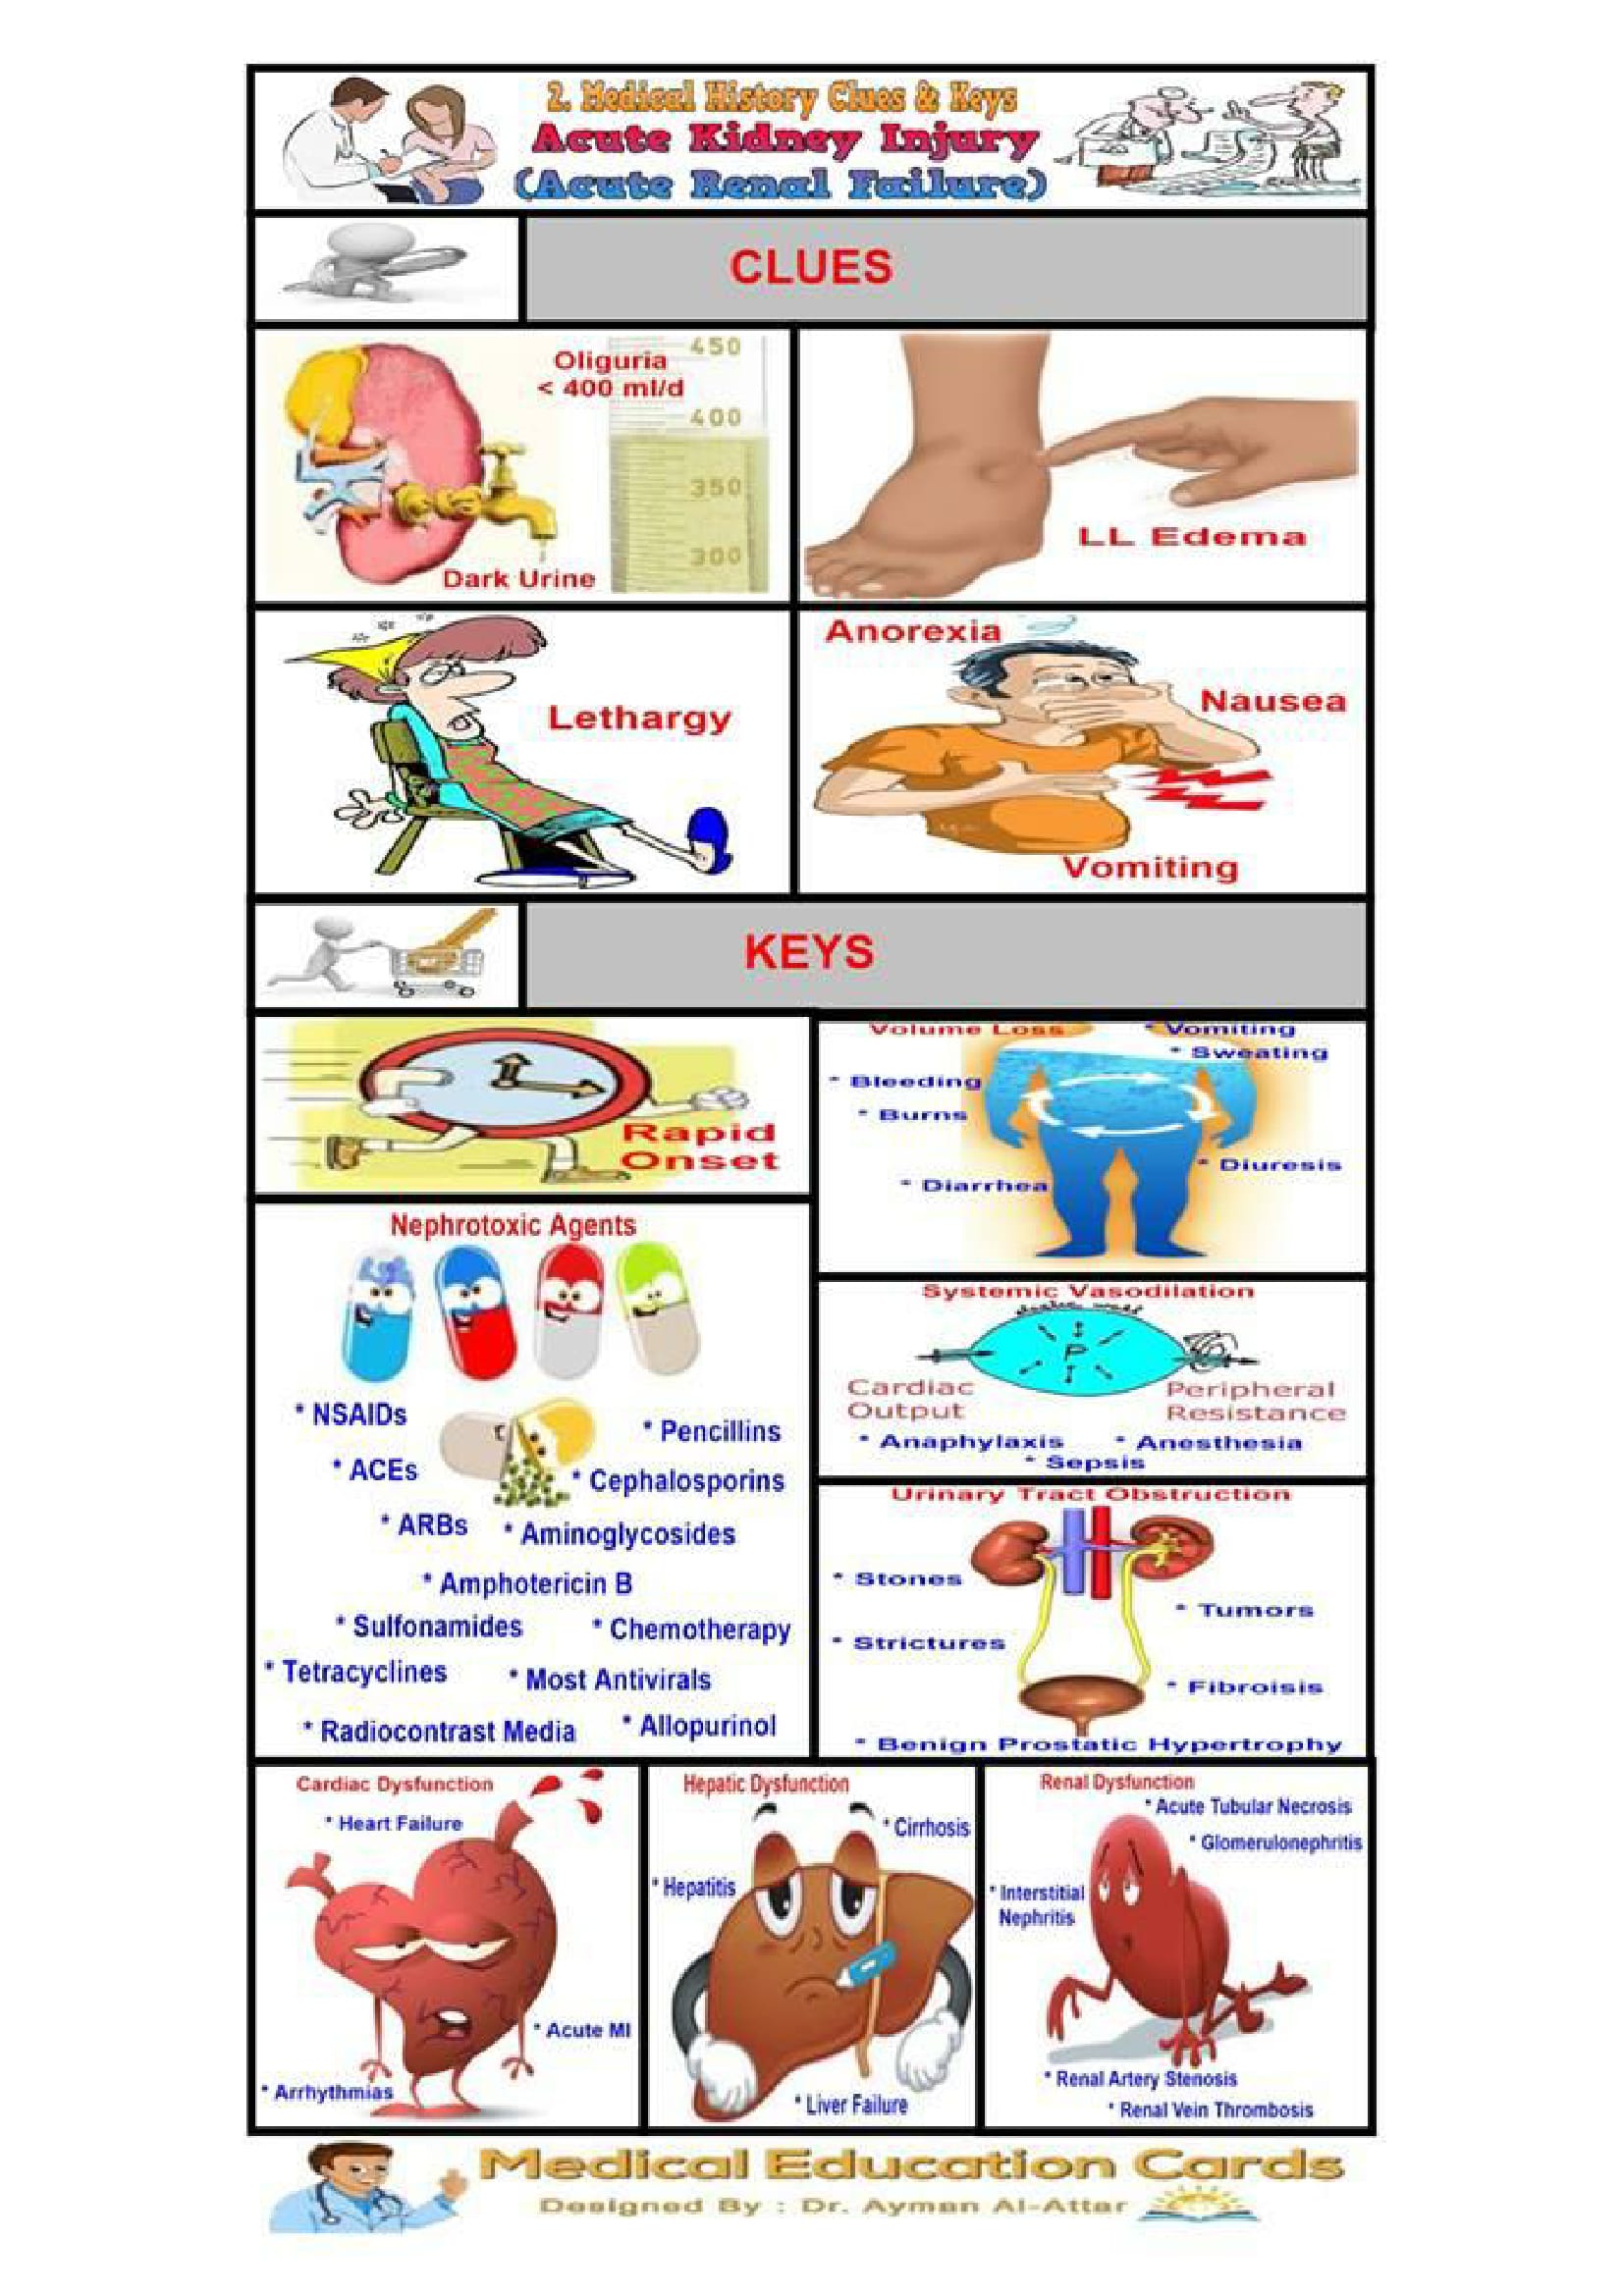 2. Medical History Clues & Keys
Acute Kidney Injury
(Acute Renal Failure)
CLUES
Oliguria
< 400 ml/d
450
400
350
300
Dark Urine
LL Edema
Lethargy
Anorexia
Nausea
Vomiting
KEYS
Rapid
Onset
Volume Loss
* Vomiting
* Sweating
* Bleeding
* Burns
* Diuresis
* Diarrhea
Nephrotoxic Agents
* NSAIDs
* Pencillins
* ACEs
* Cephalosporins
* ARBs
* Aminoglycosides
* Amphotericin B
* Sulfonamides
* Chemotherapy
* Tetracyclines
* Most Antivirals
* Radiocontrast Media
* Allopurinol
Systemic Vasodilation
P
Cardiac
Output
Peripheral
Resistance
* Anaphylaxis
* Anesthesia
* Sepsis
Urinary Tract Obstruction
* Stones
* Tumors
* Strictures
* Fibroisis
* Benign Prostatic Hypertrophy
Cardiac Dysfunction
* Heart Failure
* Acute MI
* Arrhythmias
Hepatic Dysfunction
* Cirrhosis
* Hepatitis
* Liver Failure
Renal Dysfunction
* Acute Tubular Necrosis
* Glomerulonephritis
* Interstitial
Nephritis
* Renal Artery Stenosis
* Renal Vein Thrombosis
Medical Education Cards
Designed By : Dr. Ayman Al-Attar